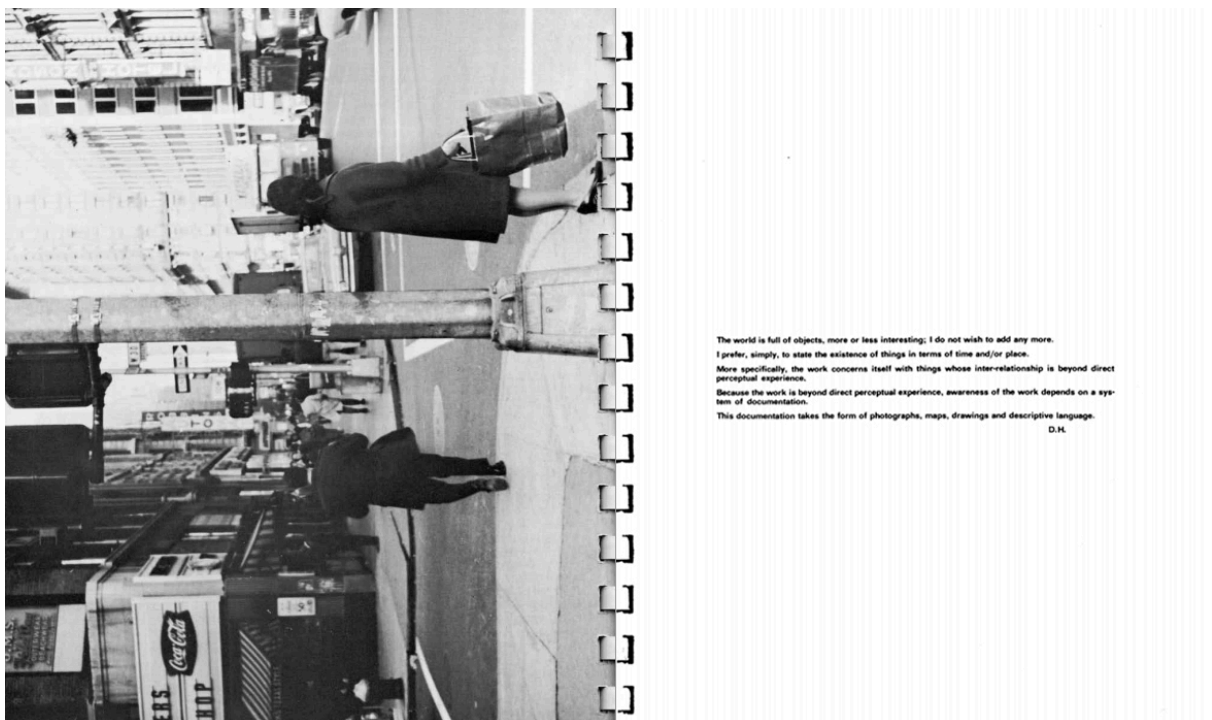 Coca-Cola
The world is full of objects, more or less interesting; I do not wish to add any more.
I prefer, simply, to state the existence of things in terms of time and/or place.
More specifically, the work concerns itself with things whose inter-relationship is beyond direct
perceptual experience.
Because the work is beyond direct perceptual experience, awareness of the work depends on a sys-
tem of documentation.
This documentation takes the form of photographs, maps, drawings and descriptive language.
D.H.